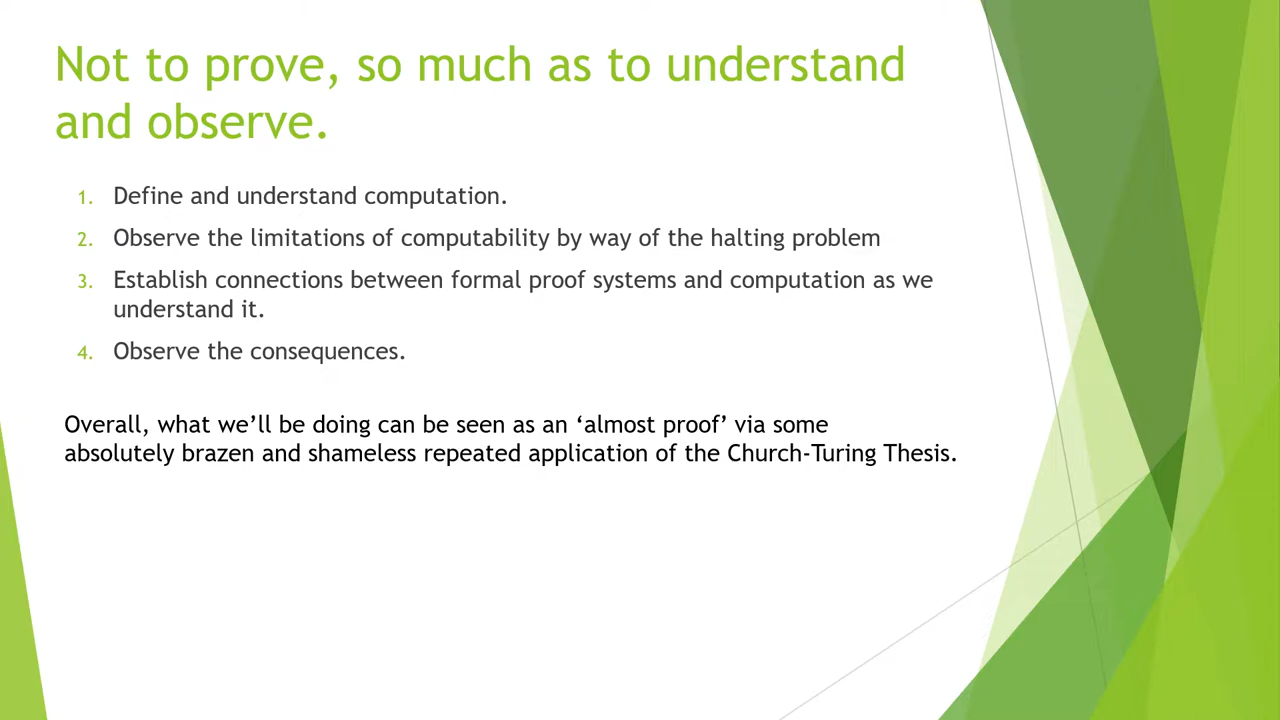 Not to prove, so much as to understand
and observe.
1. Define and understand computation.
2. Observe the limitations of computability by way of the halting problem
3. Establish connections between formal proof systems and computation as we
understand it.
4. Observe the consequences.
Overall, what we’ll be doing can be seen as an ‘almost proof’ via some
absolutely brazen and shameless repeated application of the Church-Turing Thesis.